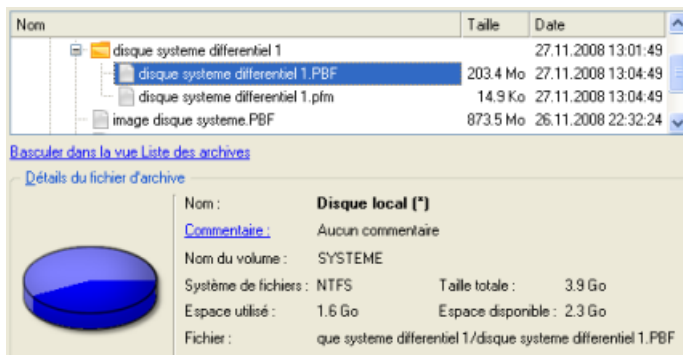 Nom Taille Date
disque systeme differentiel 1 27.11.2008 13:01:49
disque systeme differentiel 1.PBF 203.4 Mo 27.11.2008 13:04:49
disque systeme differentiel 1.pfm 14.9 Ko 27.11.2008 13:04:49
image disque systeme.PBF 873.5 Mo 26.11.2008 22:32:24
Basculer dans la vue Liste des archives
Détails du fichier d'archive
Nom : Disque local (*)
Commentaire : Aucun commentaire
Nom du volume : SYSTEME
Système de fichiers : NTFS Taille totale : 3.9 Go
Espace utilisé : 1.6 Go Espace disponible : 2.3 Go
Fichier : que systeme differentiel 1/disque systeme differentiel 1.PBF